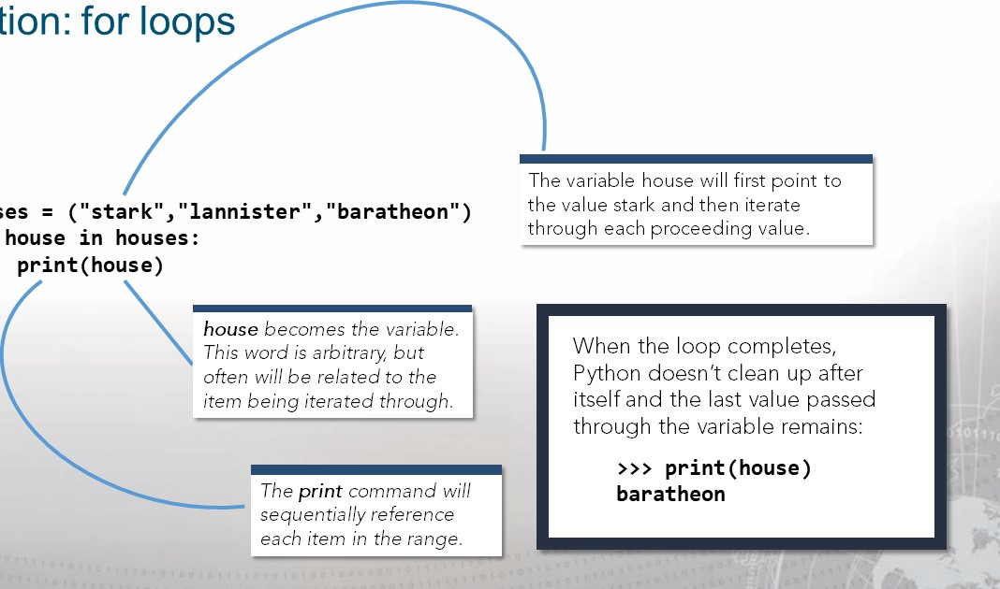 tion: for loops
The variable house will first point to
the value stark and then iterate
through each proceeding value.
ses = ("stark","lannister","baratheon")
house in houses:
print(house)
house becomes the variable.
This word is arbitrary, but
often will be related to the
item being iterated through.
When the loop completes,
Python doesn’t clean up after
itself and the last value passed
through the variable remains:
>>> print(house)
baratheon
The print command will
sequentially reference
each item in the range.